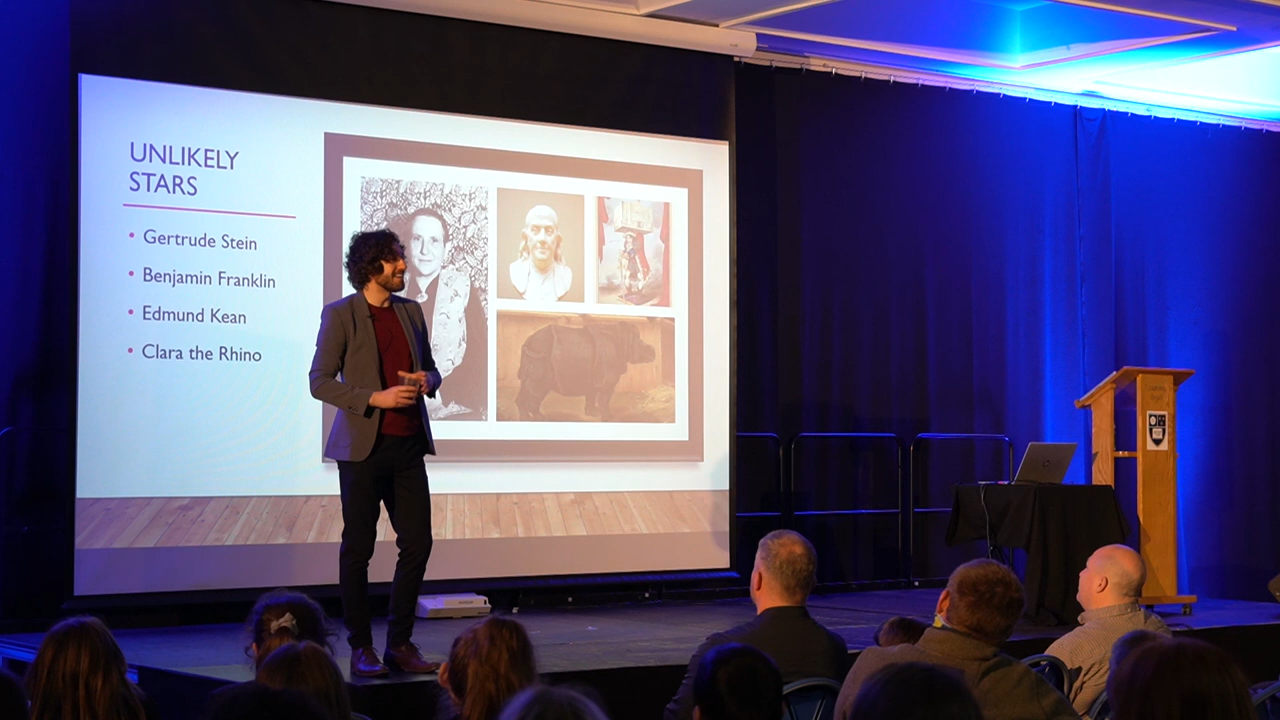 UNLIKELY
STARS
• Gertrude Stein
• Benjamin Franklin
• Edmund Kean
• Clara the Rhino